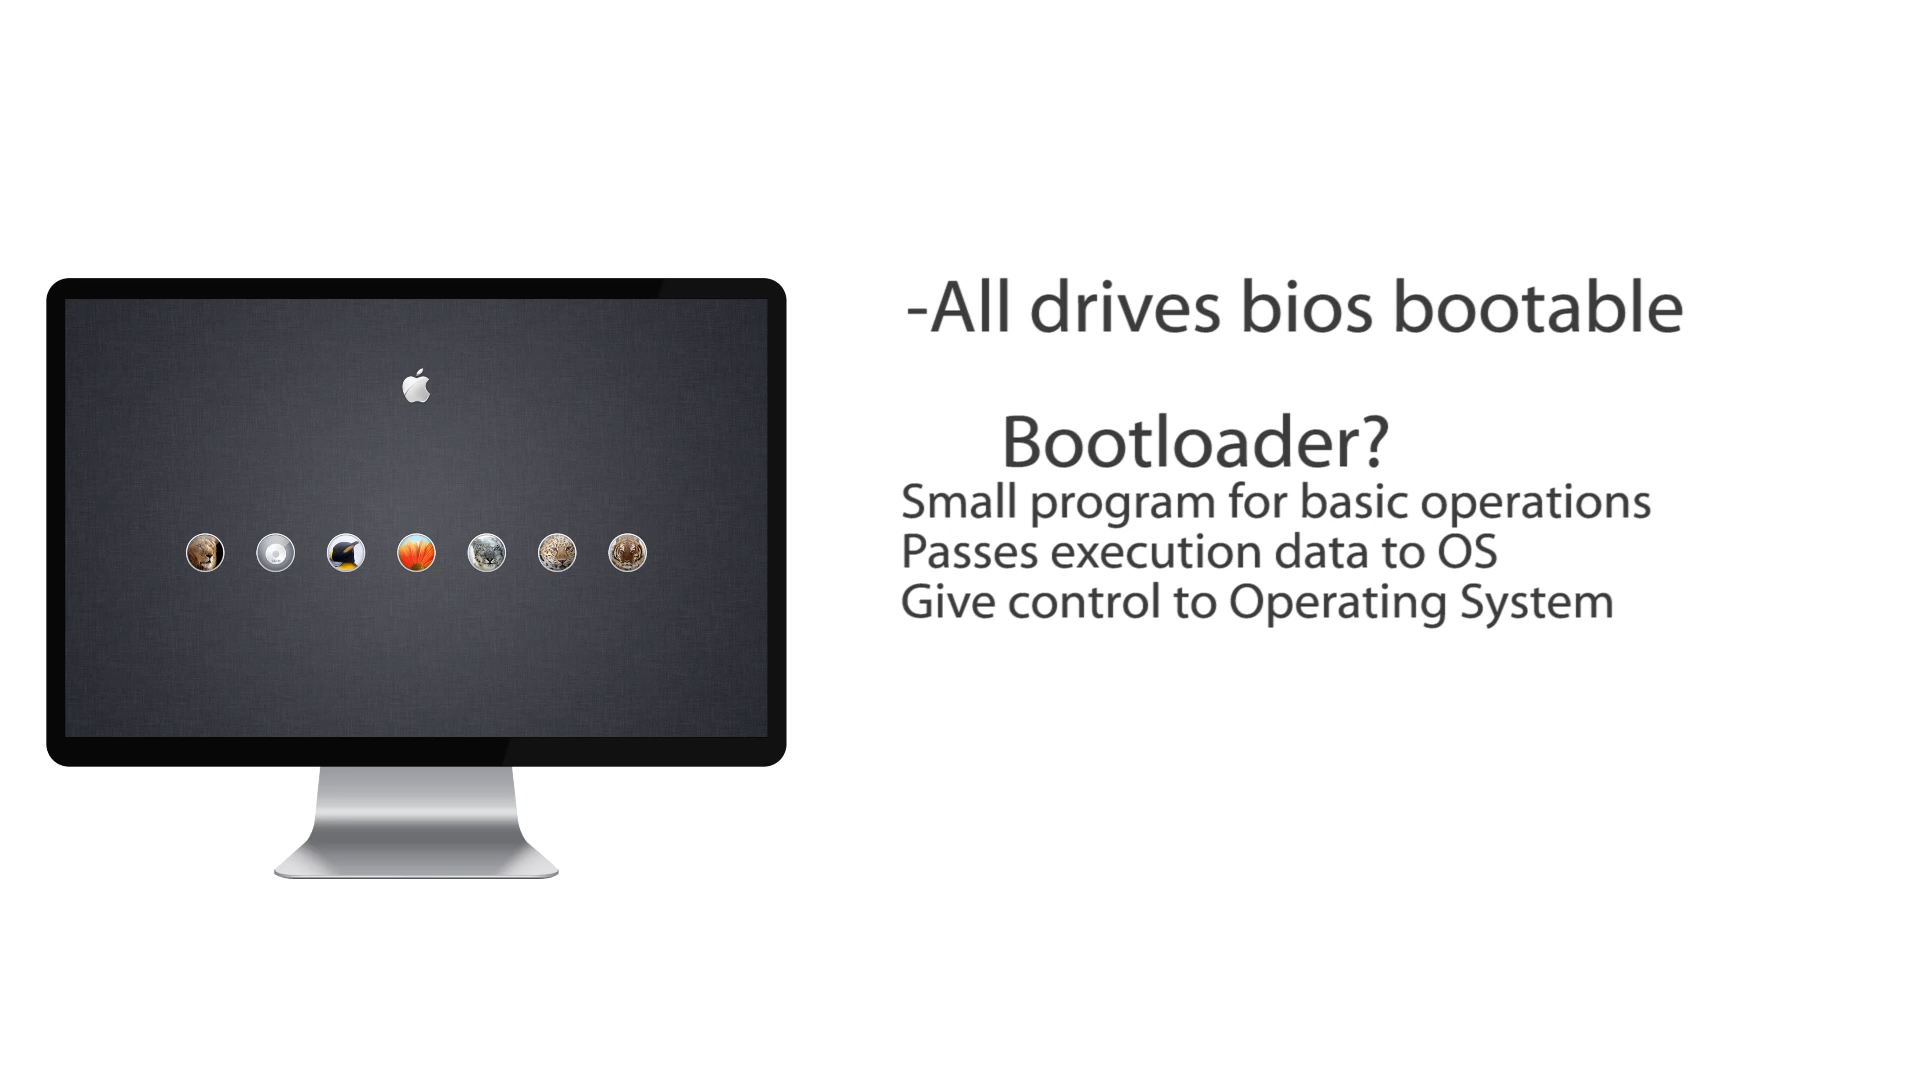 -All drives bios bootable
Bootloader?
Small program for basic operations
Passes execution data to OS
Give control to Operating System